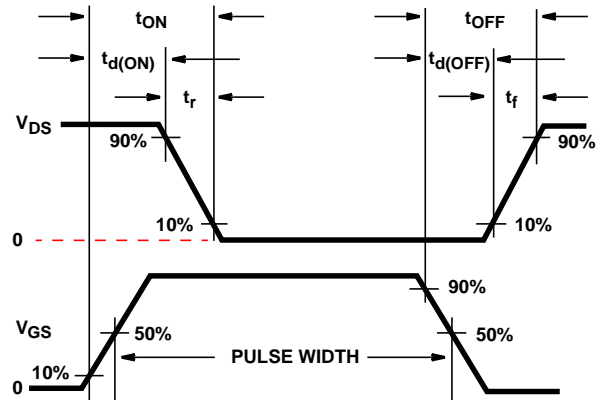 tON tOFF
td(ON) td(OFF)
tr tf
VDS
90% 90%
10% 10%
0
90%
VGS 50% PULSE WIDTH 50%
10%
0